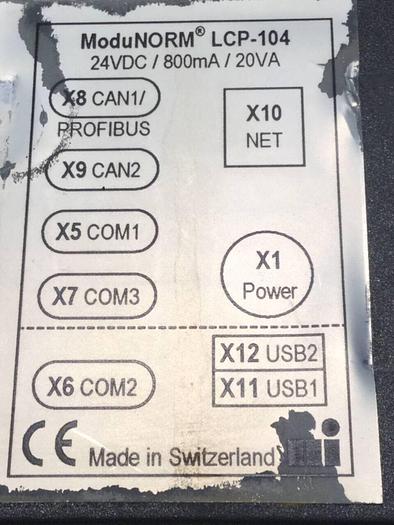 ModuNORM® LCP-104
24VDC / 800mA / 20VA
X8 CAN1/
PROFIBUS
X10
NET
X9 CAN2
X5 COM1
X1
Power
X7 COM3
X12 USB2
X11 USB1
X6 COM2
CE Made in Switzerland